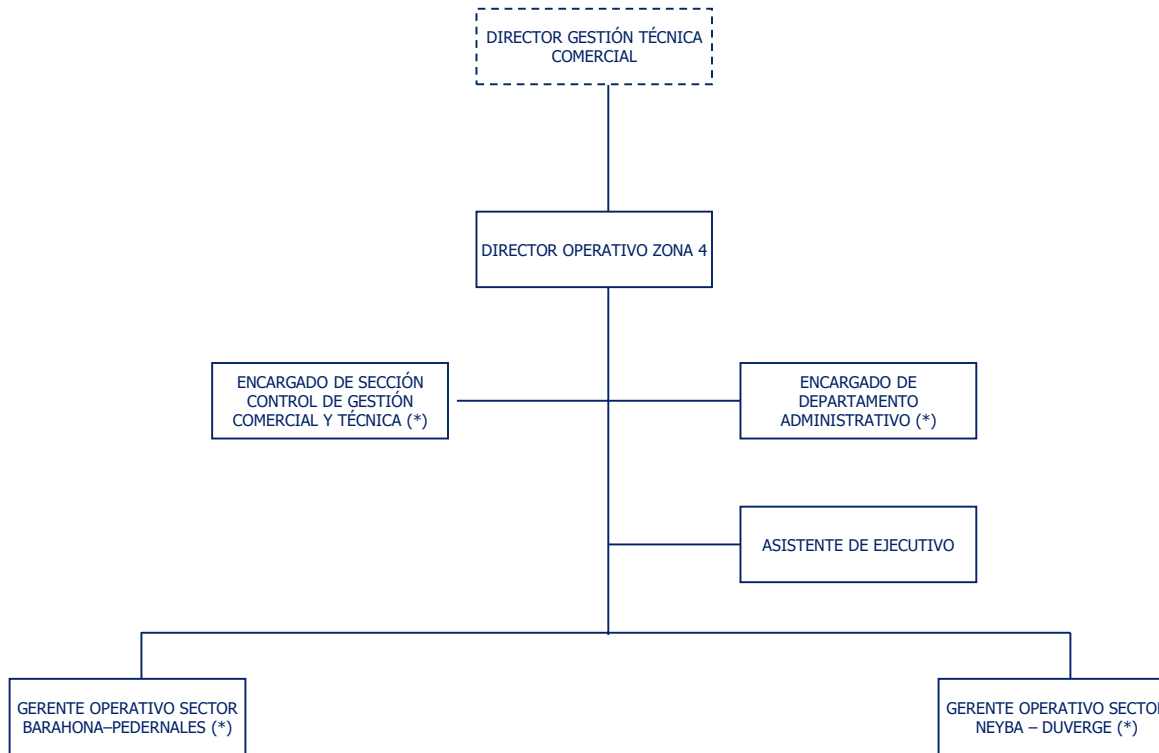 DIRECTOR GESTIÓN TÉCNICA
COMERCIAL
DIRECTOR OPERATIVO ZONA 4
ENCARGADO DE SECCIÓN
CONTROL DE GESTIÓN
COMERCIAL Y TÉCNICA (*)
ENCARGADO DE
DEPARTAMENTO
ADMINISTRATIVO (*)
ASISTENTE DE EJECUTIVO
GERENTE OPERATIVO SECTOR
BARAHONA–PEDERNALES (*)
GERENTE OPERATIVO SECTOR
NEYBA – DUVERGE (*)